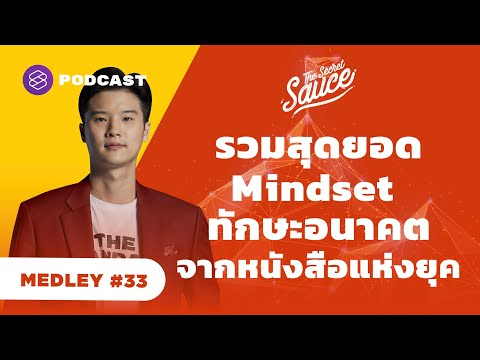 PODCAST
The Secret
Sauce
รวมสุดยอด
Mindset
ทักษะอนาคต
จากหนังสือแห่งยุค
THE
MEDLEY #33